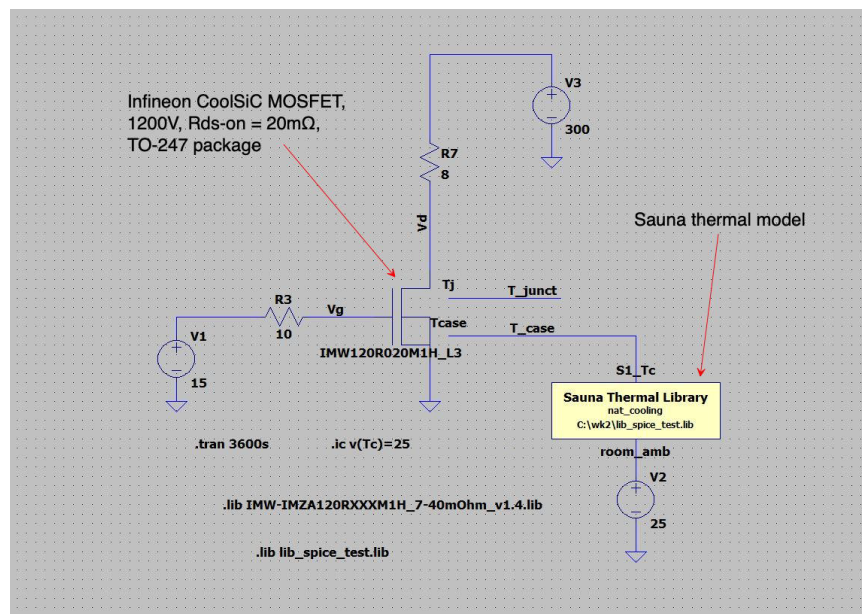 V3
300
Infineon CoolSiC MOSFET,
1200V, Rds-on = 20mΩ,
TO-247 package
R7
8
Sauna thermal model
Vd
Tj
T_junct
R3
10
Vg
Tcase
T_case
V1
15
IMW120R020M1H_L3
S1_Tc
Sauna Thermal Library
nat_cooling
C:\wk2\lib_spice_test.lib
.tran 3600s
.ic v(Tc)=25
room_amb
V2
25
.lib IMW-IMZA120RXXXM1H_7-40mOhm_v1.4.lib
.lib lib_spice_test.lib